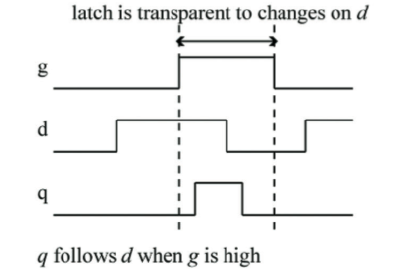 latch is transparent to changes on d
g
d
q
q follows d when g is high